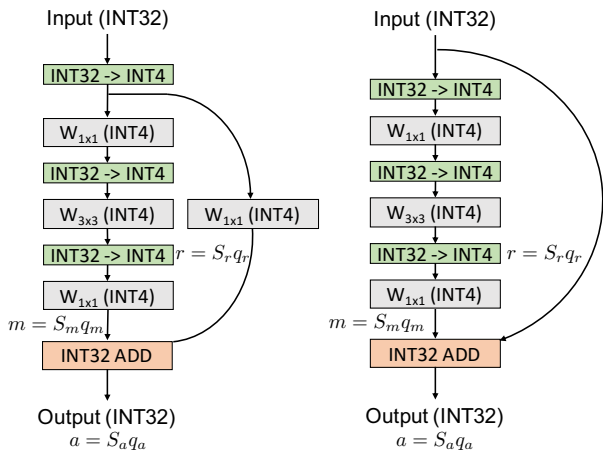 Input (INT32)
INT32 -> INT4
W1x1 (INT4)
INT32 -> INT4
W3x3 (INT4)
W1x1 (INT4)
INT32 -> INT4
r = Srqr
W1x1 (INT4)
m = Smqm
INT32 ADD
Output (INT32)
a = Saqa
Input (INT32)
INT32 -> INT4
W1x1 (INT4)
INT32 -> INT4
W3x3 (INT4)
INT32 -> INT4
r = Srqr
W1x1 (INT4)
m = Smqm
INT32 ADD
Output (INT32)
a = Saqa